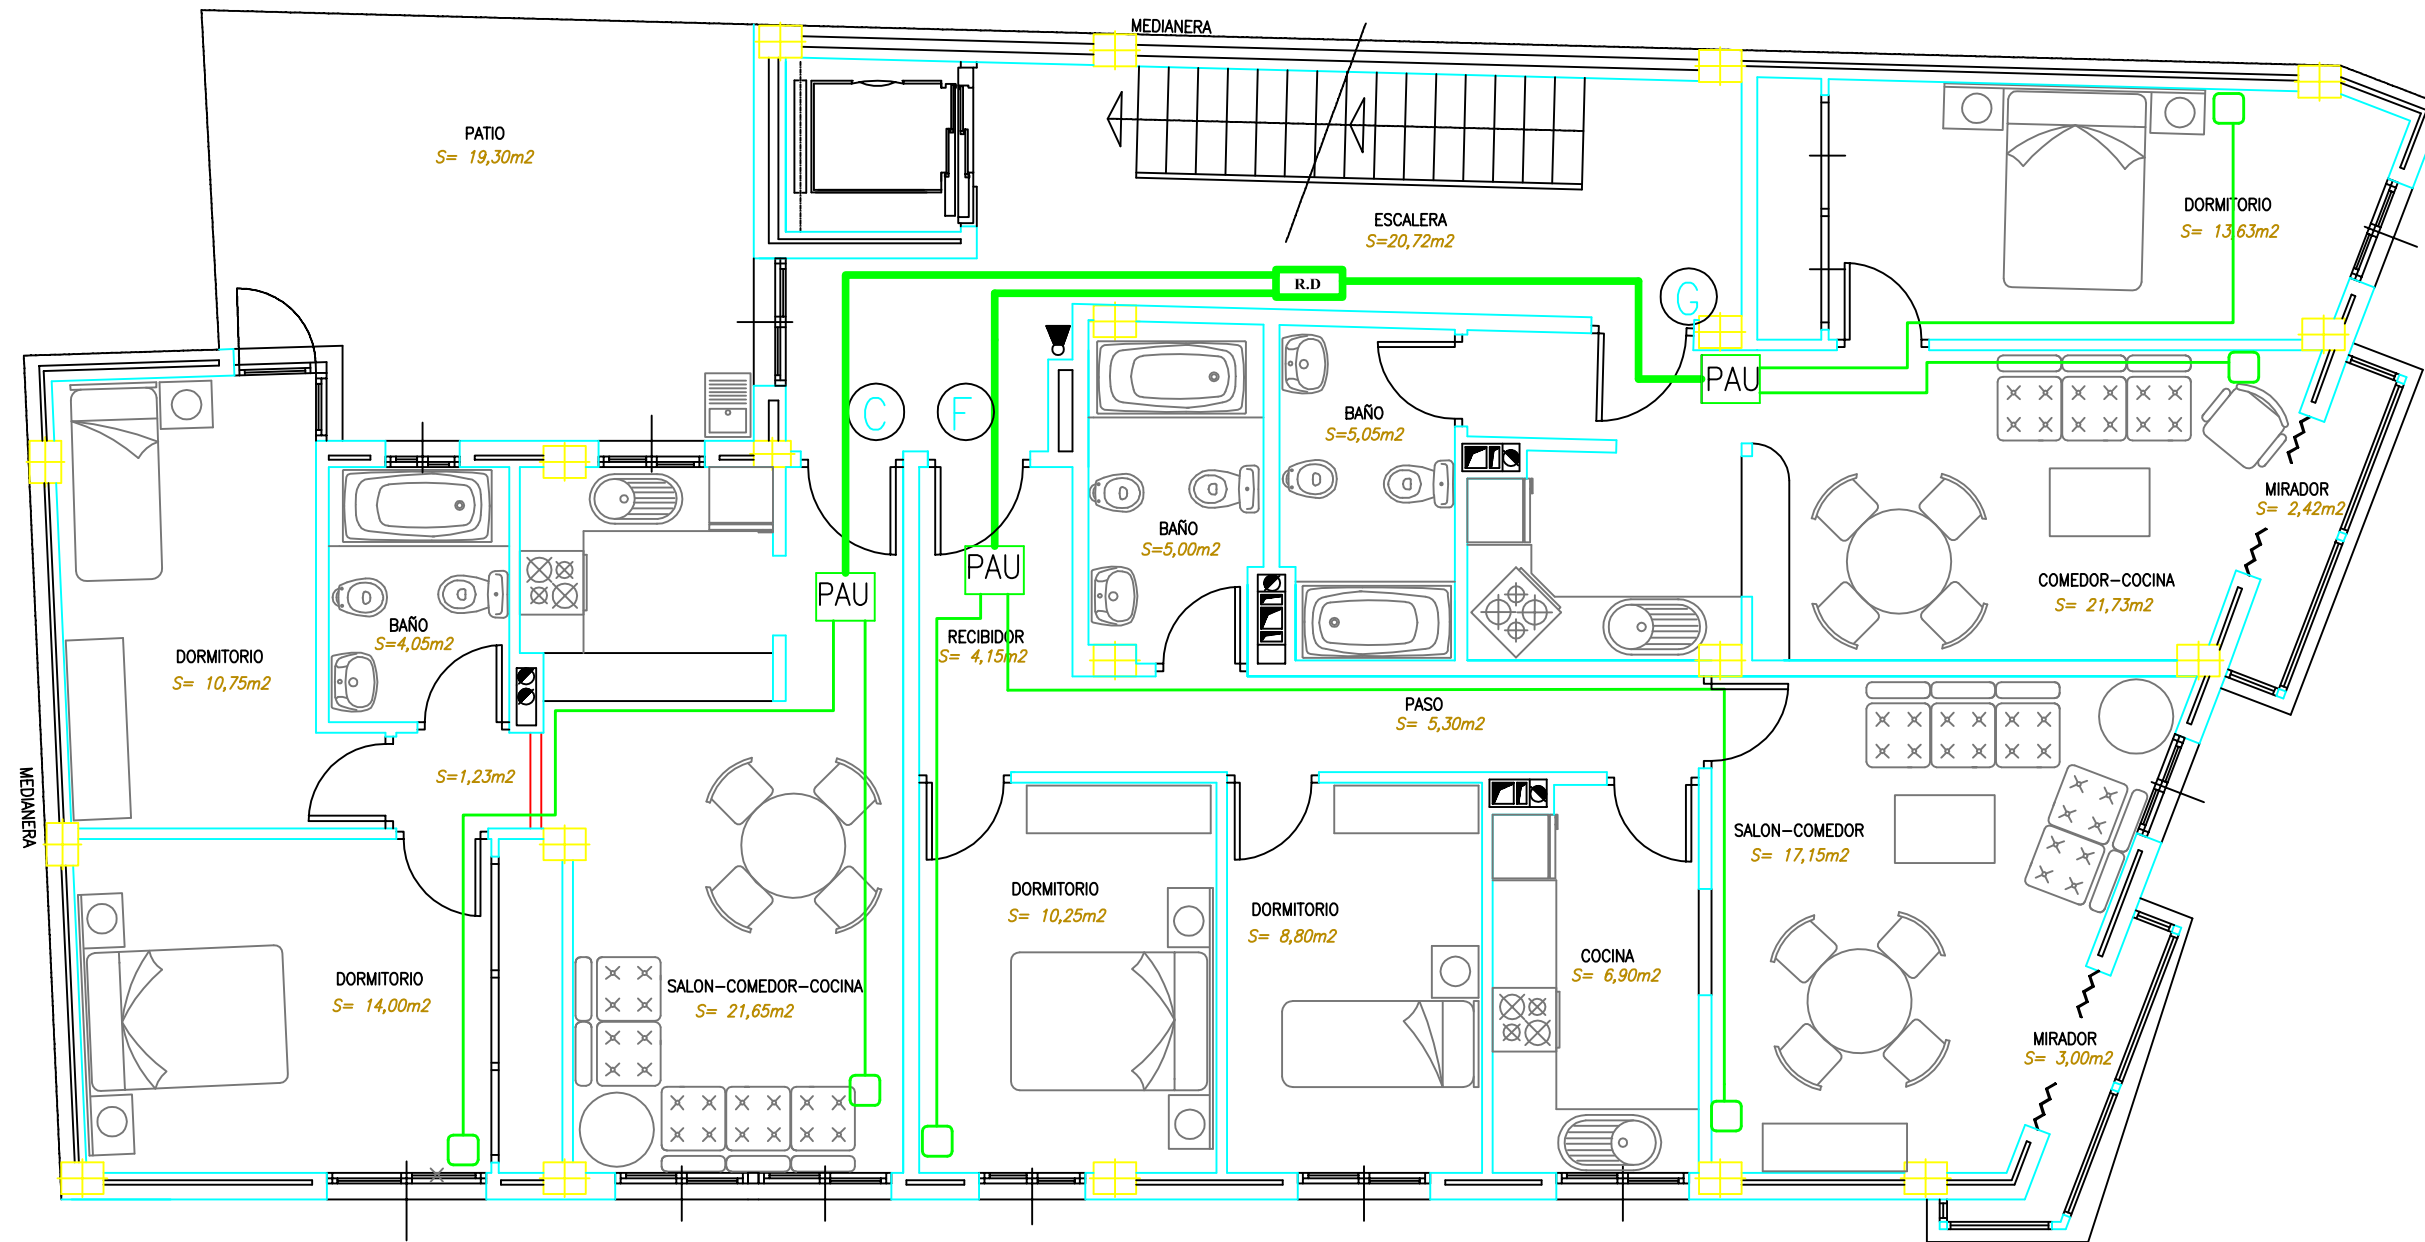 MEDIANERA
PATIO
S= 19,30m2
ESCALERA
S=20,72m2
DORMITORIO
S= 13,63m2
R.D
G
PAU
C
F
BAÑO
S=5,05m2
MIRADOR
S= 2,42m2
BAÑO
S=5,00m2
PAU
PAU
COMEDOR-COCINA
S= 21,73m2
BAÑO
S=4,05m2
RECIBIDOR
S= 4,15m2
DORMITORIO
S= 10,75m2
PASO
S= 5,30m2
MEDIANERA
S=1,23m2
SALON-COMEDOR
S= 17,15m2
DORMITORIO
S= 10,25m2
DORMITORIO
S= 8,80m2
COCINA
S= 6,90m2
DORMITORIO
S= 14,00m2
SALON-COMEDOR-COCINA
S= 21,65m2
MIRADOR
S= 3,00m2